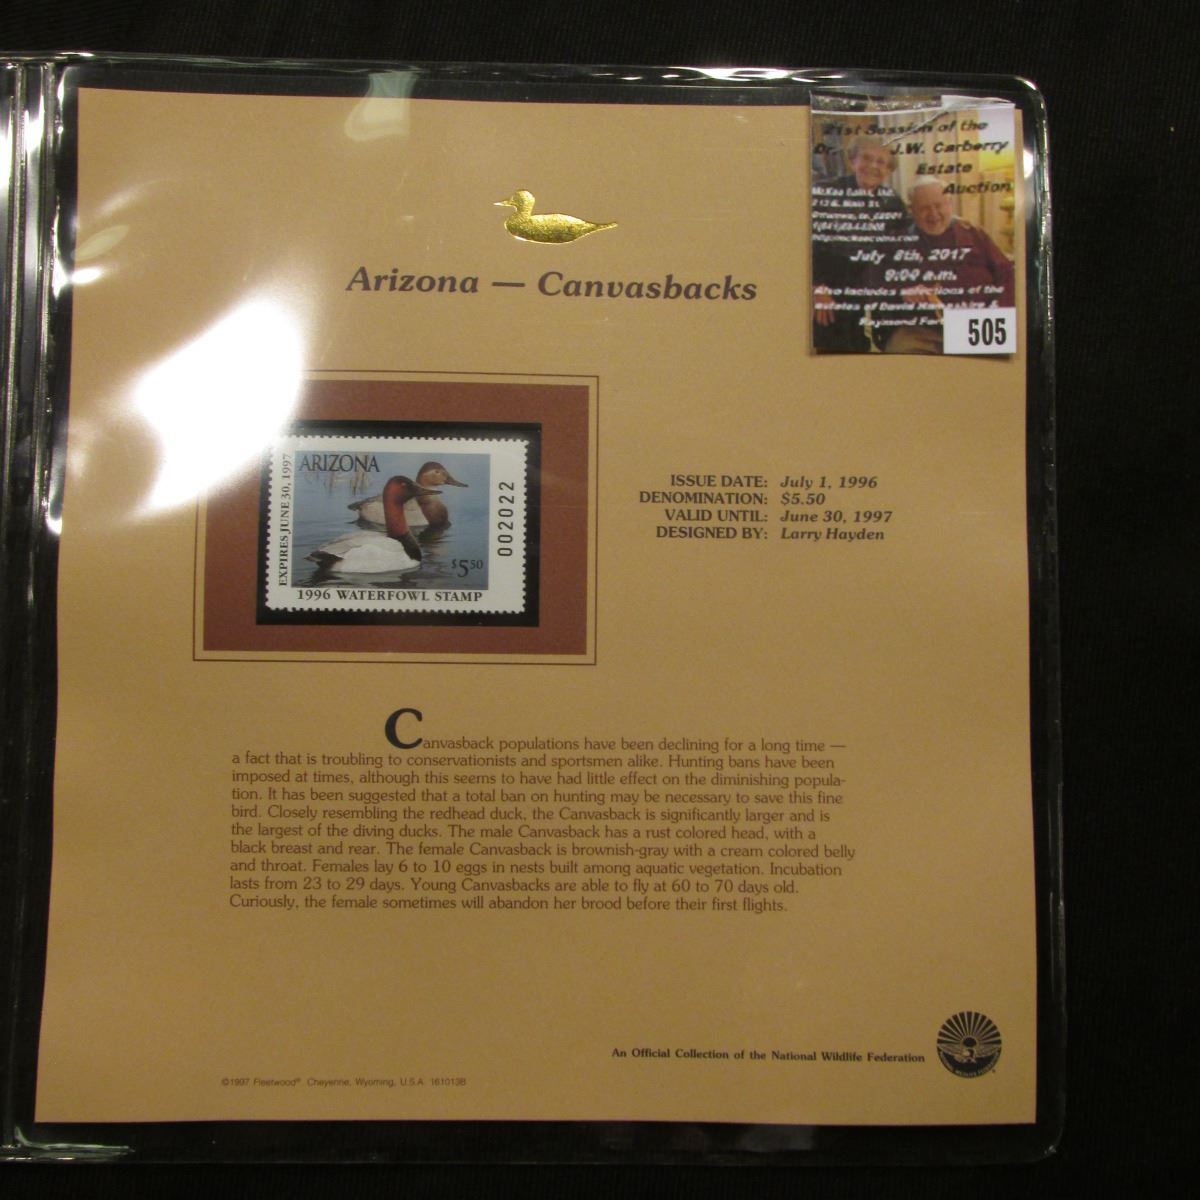 21st Session of the
Dr. J.W. Carberry
Estate
Auction
July 8th, 2017
9:00 a.m.
Also includes selections of the
estates of David
Raymond
505
Arizona — Canvasbacks
EXPIRES JUNE 30, 1997
ARIZONA
002022
$5.50
1996 WATERFOWL STAMP
ISSUE DATE: July 1, 1996
DENOMINATION: $5.50
VALID UNTIL: June 30, 1997
DESIGNED BY: Larry Hayden
Canvasback populations have been declining for a long time —
a fact that is troubling to conservationists and sportsmen alike. Hunting bans have been
imposed at times, although this seems to have had little effect on the diminishing popula-
tion. It has been suggested that a total ban on hunting may be necessary to save this fine
bird. Closely resembling the redhead duck, the Canvasback is significantly larger and is
the largest of the diving ducks. The male Canvasback has a rust colored head, with a
black breast and rear. The female Canvasback is brownish-gray with a cream colored belly
and throat. Females lay 6 to 10 eggs in nests built among aquatic vegetation. Incubation
lasts from 23 to 29 days. Young Canvasbacks are able to fly at 60 to 70 days old.
Curiously, the female sometimes will abandon her brood before their first flights.
An Official Collection of the National Wildlife Federation
©1997 Fleetwood® Cheyenne, Wyoming, U.S.A. 161013B